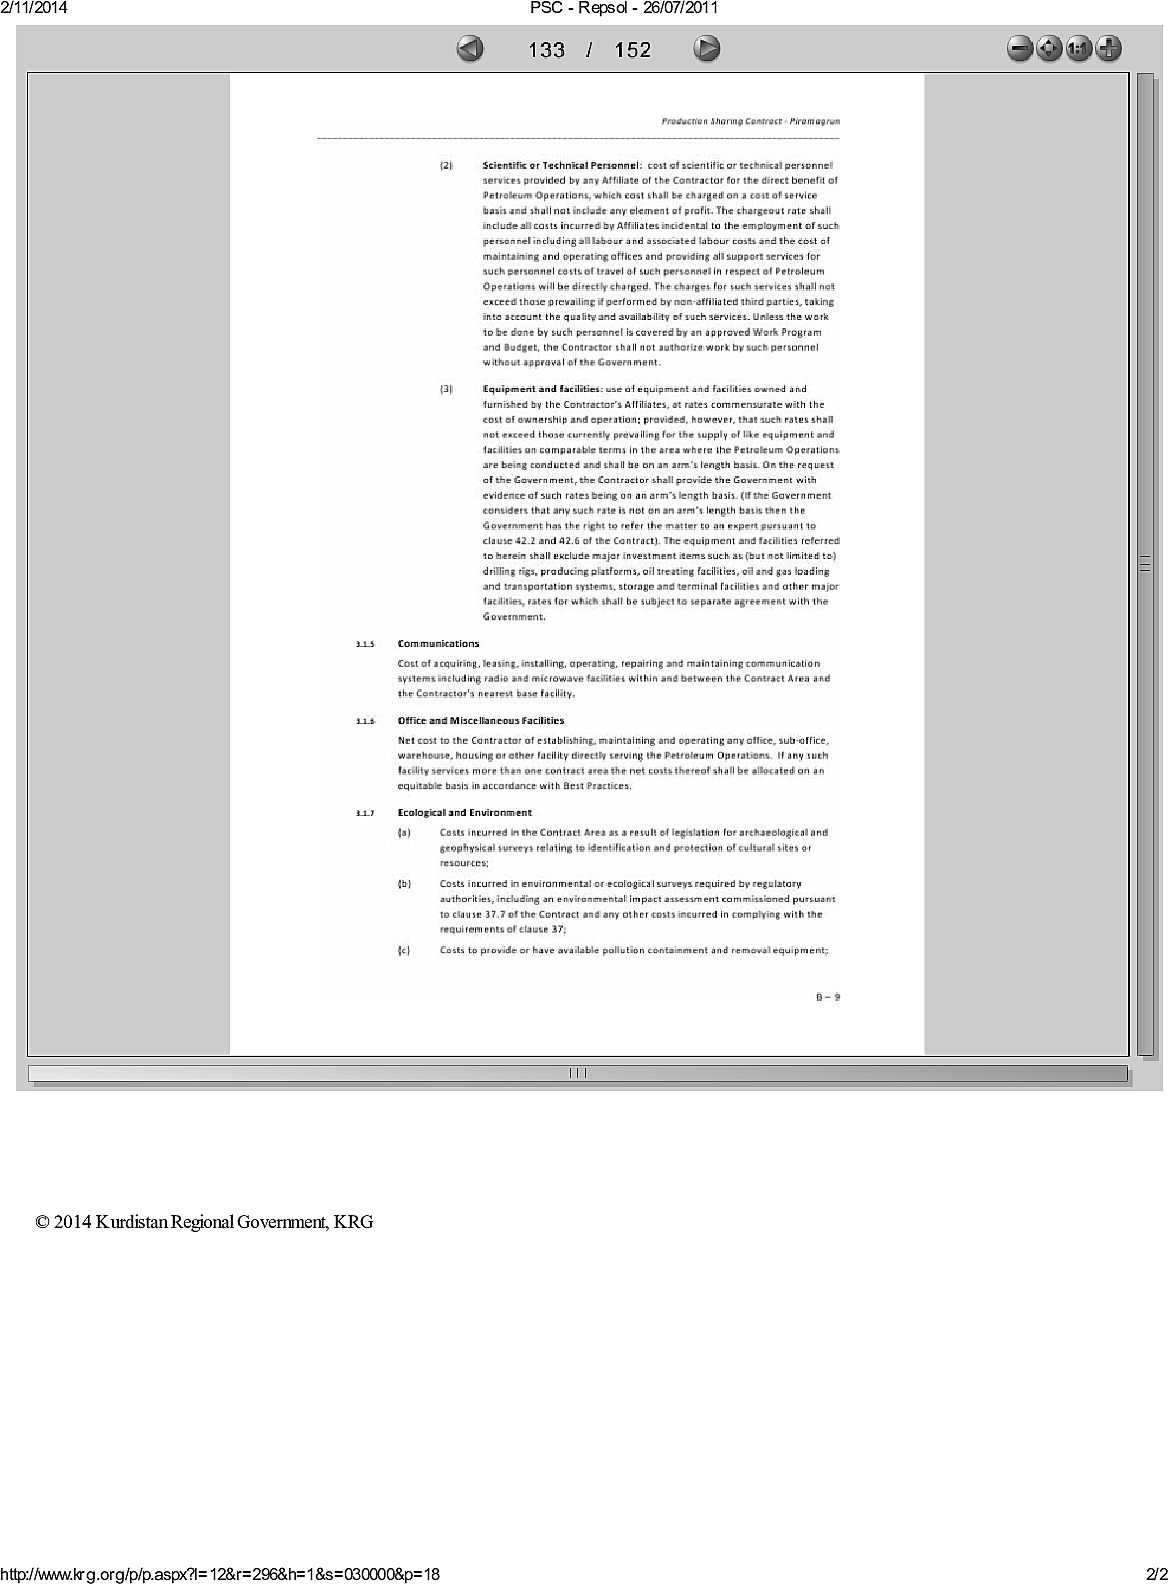 2/11/2014
PSC - Repsol - 26/07/2011
133 / 152
1:1
Production Sharing Contract - Piramagrun
(2) Scientific or Technical Personnel: cost of scientific or technical personnel
services provided by any Affiliate of the Contractor for the direct benefit of
Petroleum Operations, which cost shall be charged on a cost of service
basis and shall not include any element of profit. The chargeout rate shall
include all costs incurred by Affiliates incidental to the employment of such
personnel including all labour and associated labour costs and the cost of
maintaining and operating offices and providing all support services for
such personnel costs of travel of such personnel in respect of Petroleum
Operations will be directly charged. The charges for such services shall not
exceed those prevailing if performed by non-affiliated third parties, taking
into account the quality and availability of such services. Unless the work
to be done by such personnel is covered by an approved Work Program
and Budget, the Contractor shall not authorize work by such personnel
without approval of the Government.
(3) Equipment and facilities: use of equipment and facilities owned and
furnished by the Contractor's Affiliates, at rates commensurate with the
cost of ownership and operation; provided, however, that such rates shall
not exceed those currently prevailing for the supply of like equipment and
facilities on comparable terms in the area where the Petroleum Operations
are being conducted and shall be on an arm's length basis. On the request
of the Government, the Contractor shall provide the Government with
evidence of such rates being on an arm's length basis. (If the Government
considers that any such rate is not on an arm's length basis then the
Government has the right to refer the matter to an expert pursuant to
clause 42.2 and 42.6 of the Contract). The equipment and facilities referred
to herein shall exclude major investment items such as (but not limited to)
drilling rigs, producing platforms, oil treating facilities, oil and gas loading
and transportation systems, storage and terminal facilities and other major
facilities, rates for which shall be subject to separate agreement with the
Government.
3.1.5 Communications
Cost of acquiring, leasing, installing, operating, repairing and maintaining communication
systems including radio and microwave facilities within and between the Contract Area and
the Contractor's nearest base facility.
3.1.6 Office and Miscellaneous Facilities
Net cost to the Contractor of establishing, maintaining and operating any office, sub-office,
warehouse, housing or other facility directly serving the Petroleum Operations. If any such
facility services more than one contract area the net costs thereof shall be allocated on an
equitable basis in accordance with Best Practices.
3.1.7 Ecological and Environment
(a) Costs incurred in the Contract Area as a result of legislation for archaeological and
geophysical surveys relating to identification and protection of cultural sites or
resources;
(b) Costs incurred in environmental or ecological surveys required by regulatory
authorities, including an environmental impact assessment commissioned pursuant
to clause 37.7 of the Contract and any other costs incurred in complying with the
requirements of clause 37;
(c) Costs to provide or have available pollution containment and removal equipment;
B – 9
© 2014 Kurdistan Regional Government, KRG
http://www.krg.org/p/p.aspx?l=12&r=296&h=1&s=030000&p=18
2/2